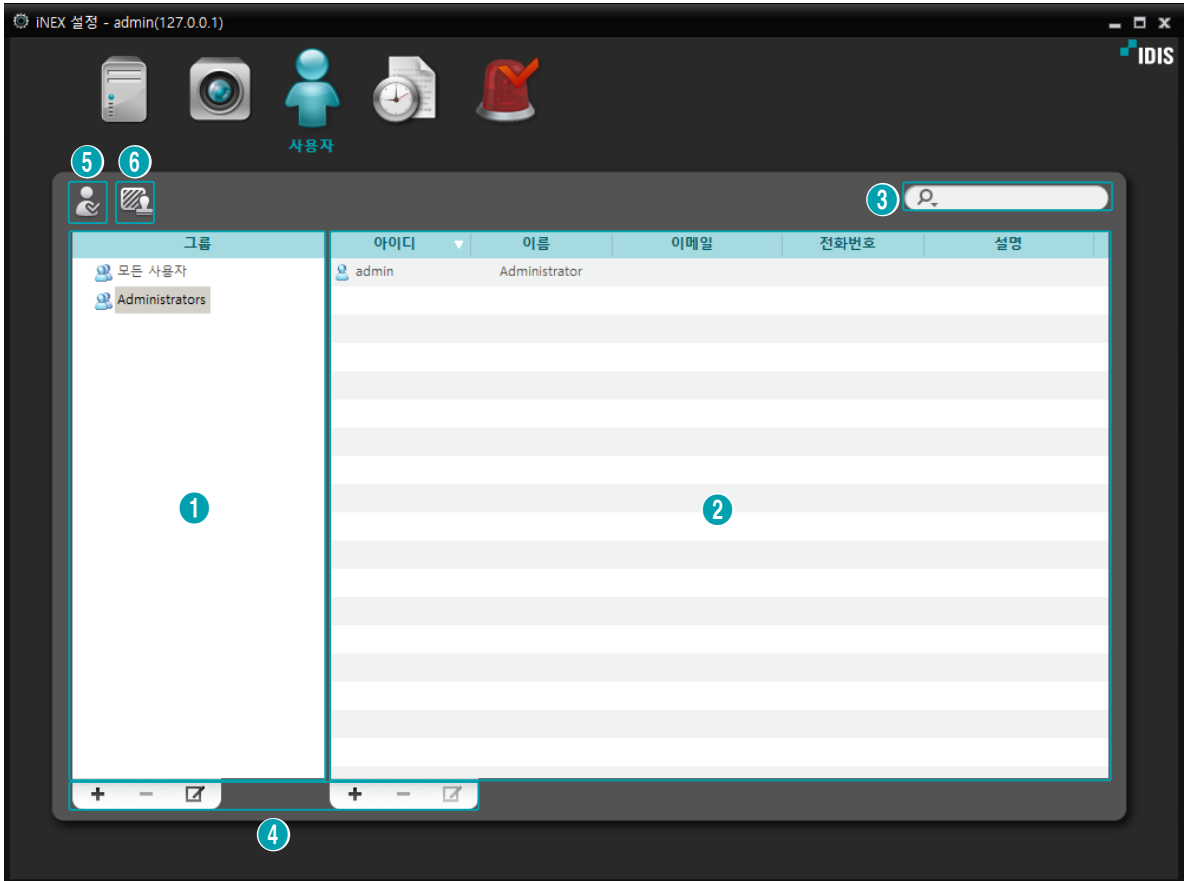 iNEX 설정 - admin(127.0.0.1)
IDIS
사용자
5 6
3
그룹 아이디 이름 이메일 전화번호 설명
모든 사용자 admin Administrator
Administrators
1 2
4